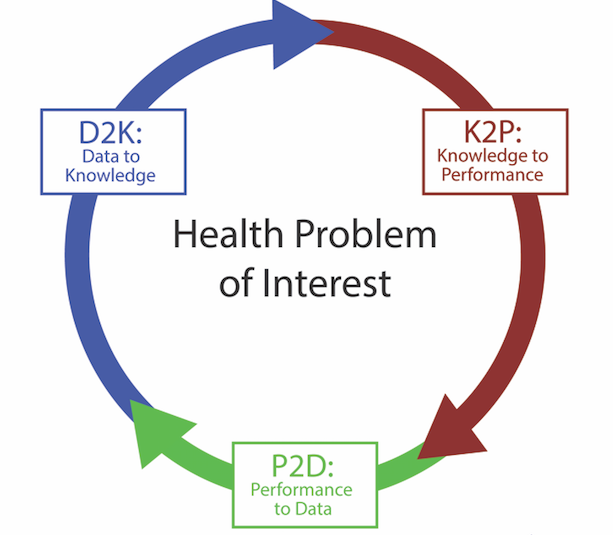 D2K:
Data to
Knowledge
K2P:
Knowledge to
Performance
Health Problem
of Interest
P2D:
Performance
to Data